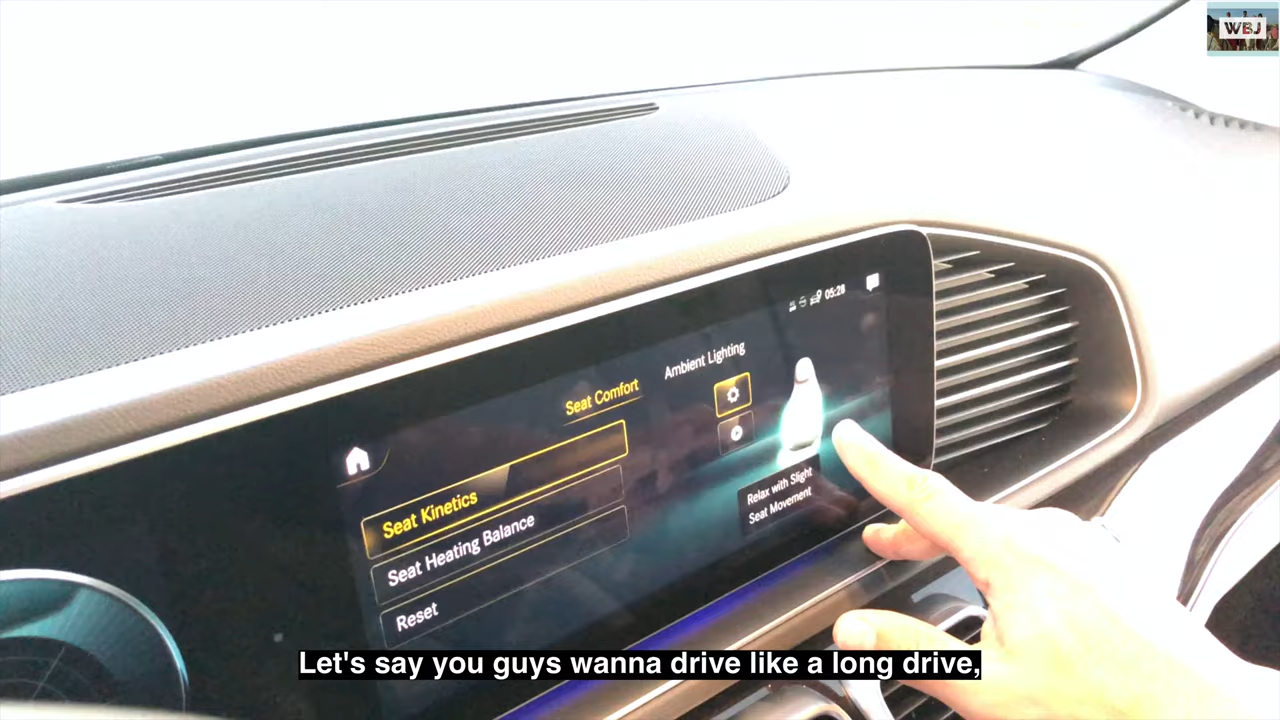 WBJ
05:28
Ambient Lighting
Seat Comfort
Seat Kinetics
Seat Heating Balance
Reset
Relax with Slight
Seat Movement
Let's say you guys wanna drive like a long drive,